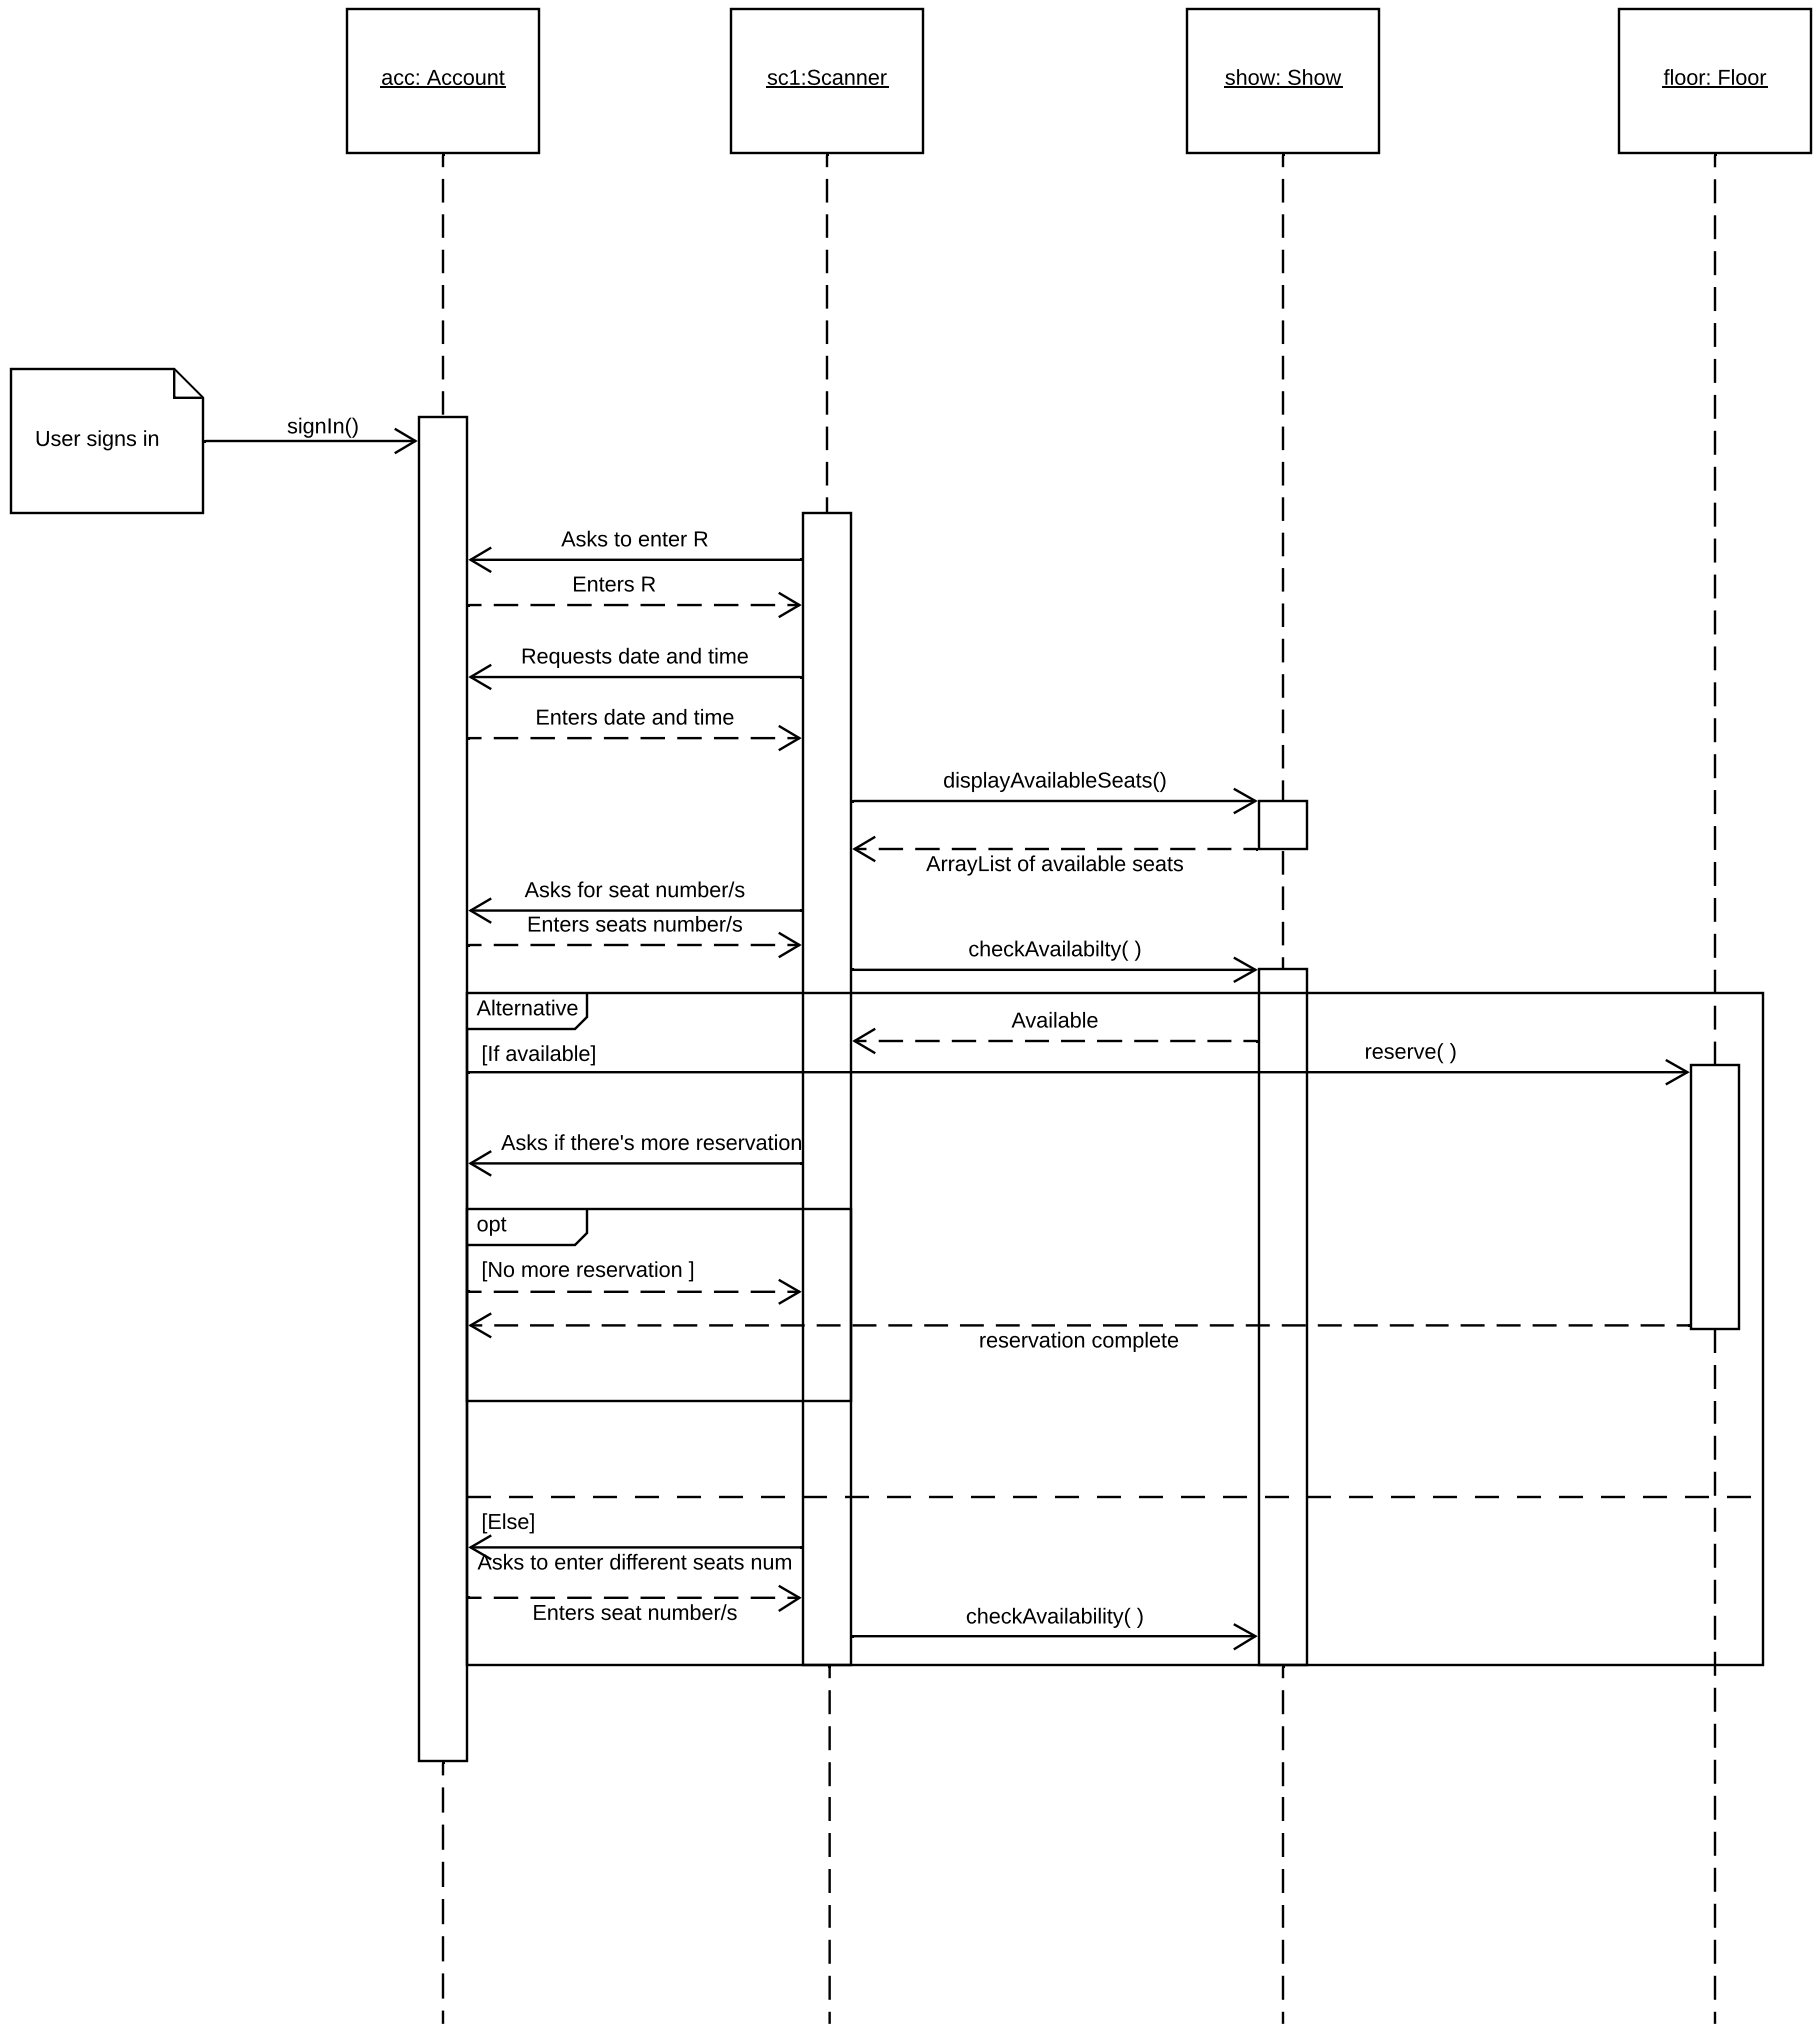 acc: Account
sc1:Scanner
show: Show
floor: Floor
User signs in
signIn()
Asks to enter R
Enters R
Requests date and time
Enters date and time
displayAvailableSeats()
ArrayList of available seats
Asks for seat number/s
Enters seats number/s
checkAvailabilty( )
Alternative
Available
[If available]
reserve( )
Asks if there's more reservation
opt
[No more reservation ]
reservation complete
[Else]
Asks to enter different seats num
Enters seat number/s
checkAvailability( )